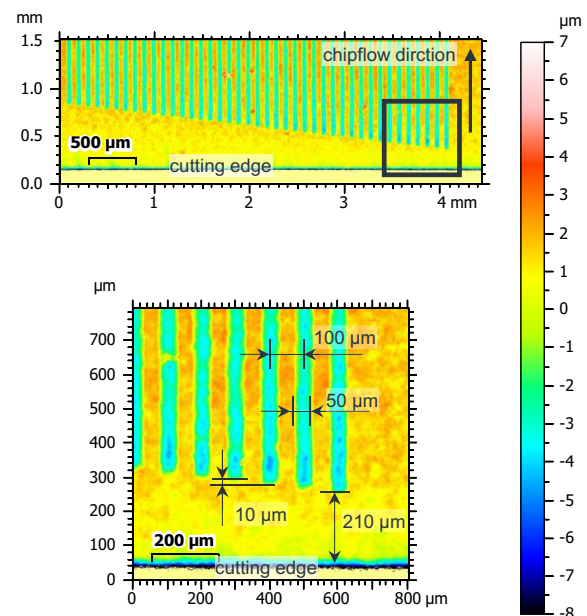 mm
1.5
chipflow dirction
1.0
0.5
500 µm
cutting edge
0.0
0 1 2 3 4 mm
µm
700
600
500
400
300
200
100
0
100 µm
50 µm
10 µm
210 µm
200 µm
cutting edge
0 200 400 600 800 µm
µm
7
6
5
4
3
2
1
0
-1
-2
-3
-4
-5
-6
-7
-8